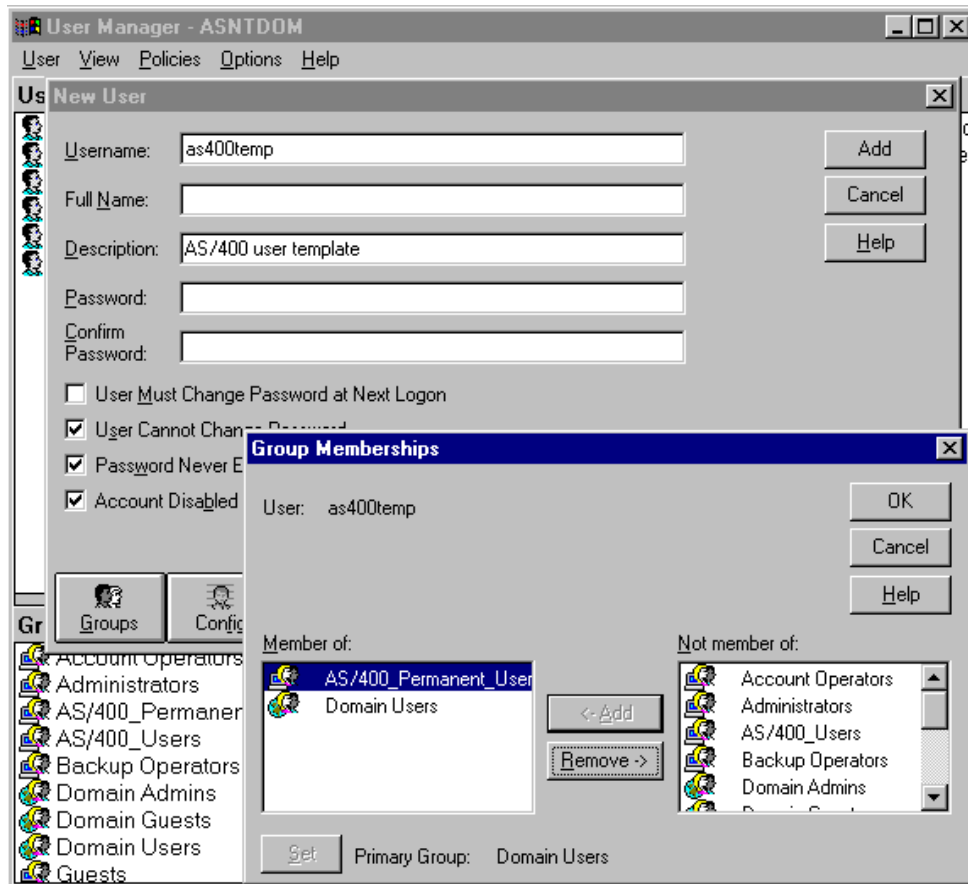 User Manager - ASNTDOM
User View Policies Options Help
Us
New User
Username: as400temp
Add
Full Name:
Cancel
Description: AS/400 user template
Help
Password:
Confirm Password:
User Must Change Password at Next Logon
User Cannot Change Password
Password Never E
Account Disabled
Groups
Config
Group Memberships
User: as400temp
OK
Cancel
Help
Member of:
AS/400_Permanent_User
Domain Users
<- Add
Remove ->
Not member of:
Account Operators
Administrators
AS/400_Users
Backup Operators
Domain Admins
Set
Primary Group: Domain Users
Gr
Account Operators
Administrators
AS/400_Permanen
AS/400_Users
Backup Operators
Domain Admins
Domain Guests
Domain Users
Guests